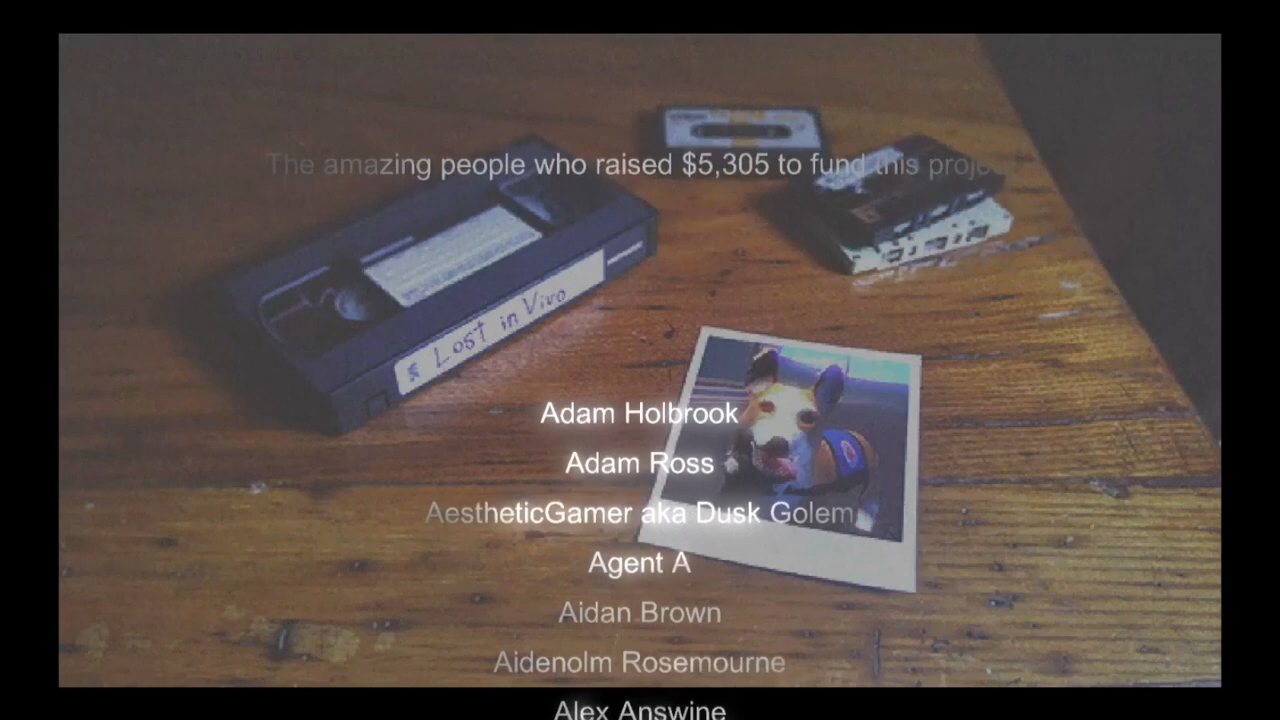 The amazing people who raised $5,305 to fund this proje
Lost in Vivo
Adam Holbrook
Adam Ross
AestheticGamer aka Dusk Golem
Agent A
Aidan Brown
Aidenolm Rosemourne
Alex Answine